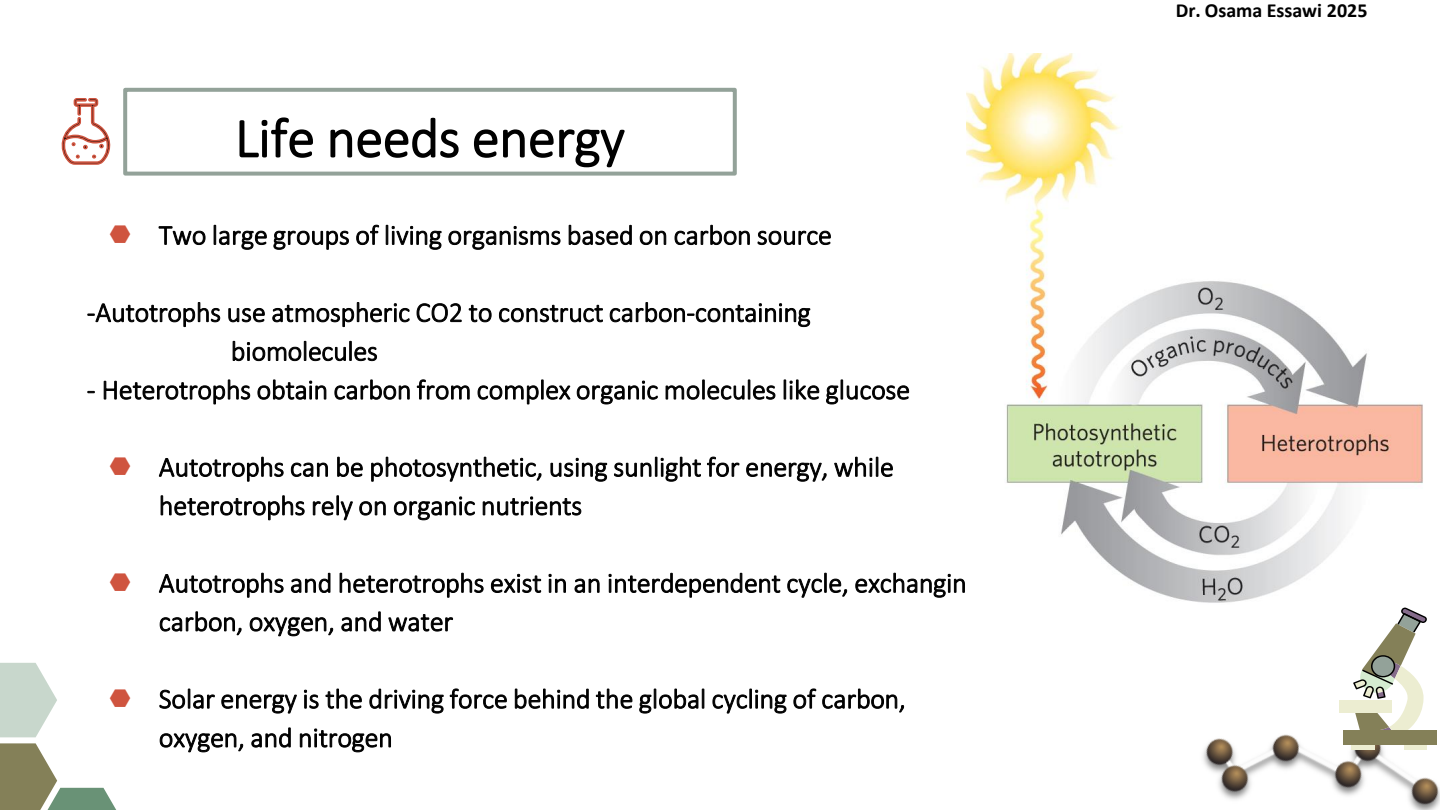 Dr. Osama Essawi 2025
Life needs energy
Two large groups of living organisms based on carbon source
-Autotrophs use atmospheric CO2 to construct carbon-containing
biomolecules
- Heterotrophs obtain carbon from complex organic molecules like glucose
Autotrophs can be photosynthetic, using sunlight for energy, while
heterotrophs rely on organic nutrients
Autotrophs and heterotrophs exist in an interdependent cycle, exchangin
carbon, oxygen, and water
Solar energy is the driving force behind the global cycling of carbon,
oxygen, and nitrogen
O₂
Organic products
Photosynthetic
autotrophs
Heterotrophs
CO₂
H₂O